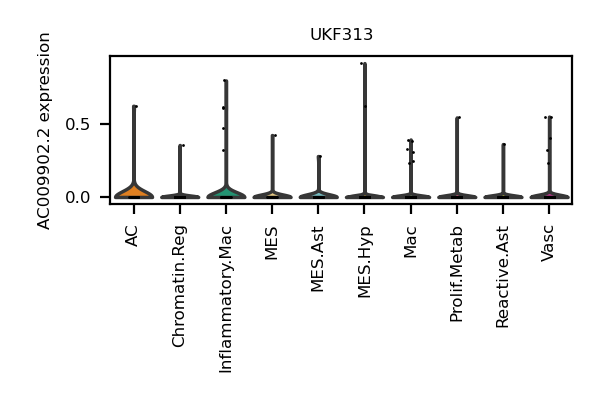 UKF313
AC009902.2 expression
0.5
0.0
AC
Chromatin.Reg
Inflammatory.Mac
MES
MES.Ast
MES.Hyp
Mac
Prolif.Metab
Reactive.Ast
Vasc